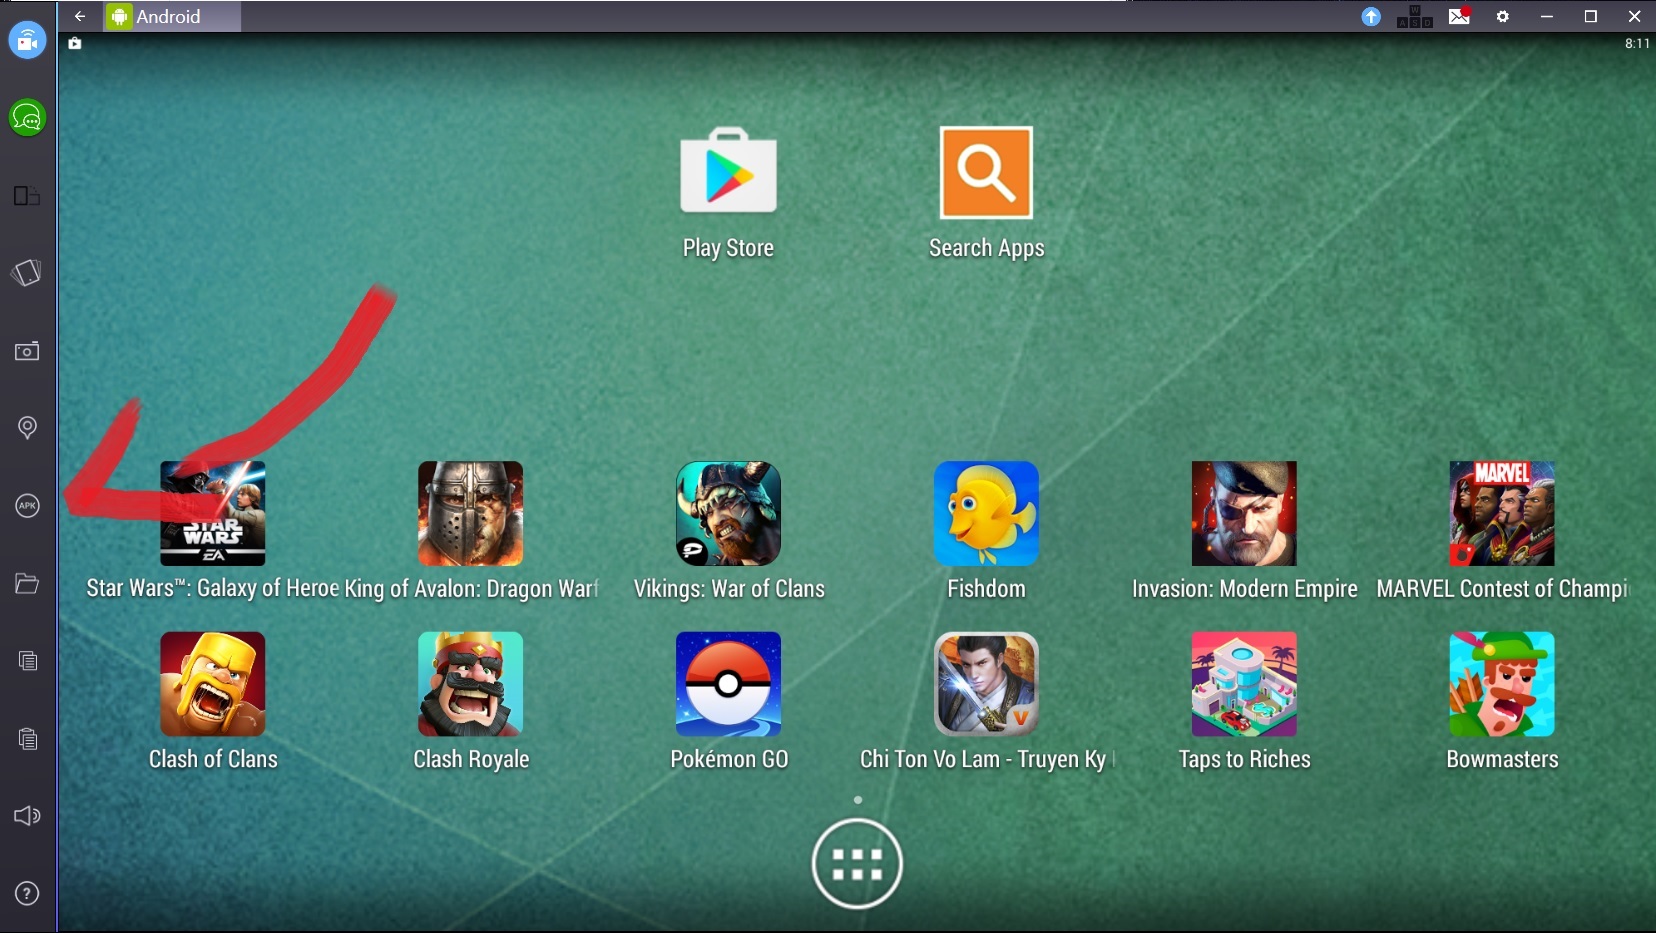 Android
W
A S D
8:11
Play Store
Search Apps
APK
STAR WARS
EA
MARVEL
Star Wars™: Galaxy of Heroe
King of Avalon: Dragon Warf
Vikings: War of Clans
Fishdom
Invasion: Modern Empire
MARVEL Contest of Champi
Clash of Clans
Clash Royale
Pokémon GO
Chi Ton Vo Lam - Truyen Ky
Taps to Riches
Bowmasters